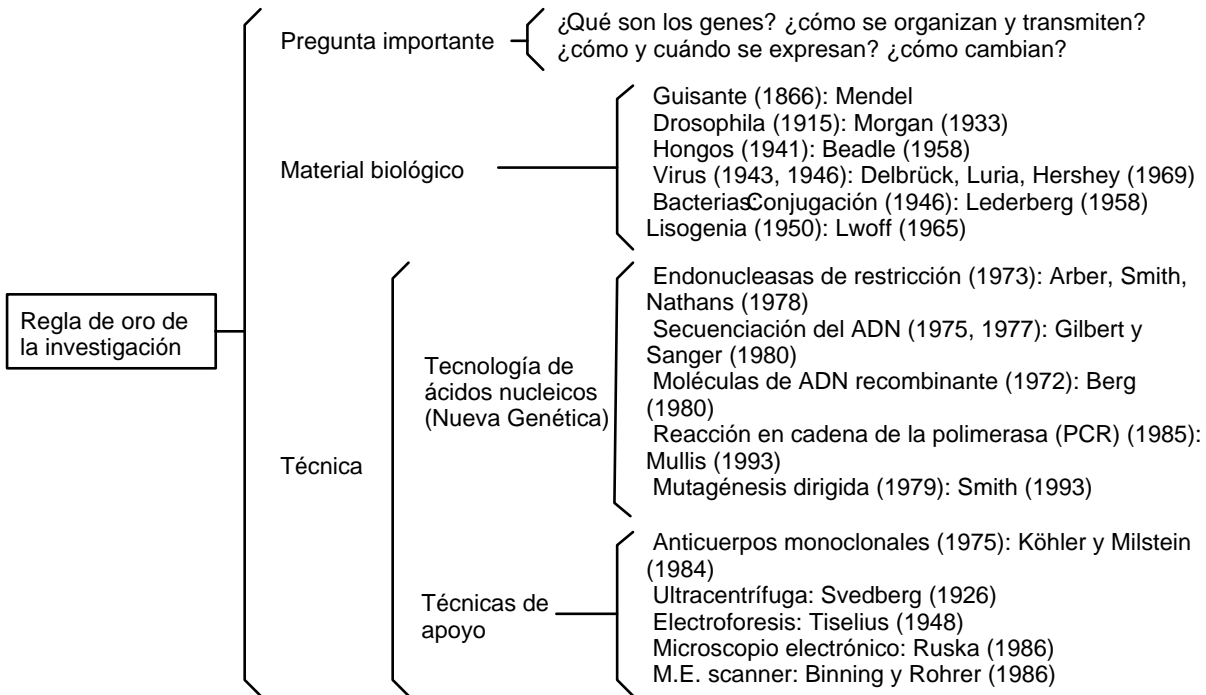 Regla de oro de
la investigación
Pregunta importante
¿Qué son los genes? ¿cómo se organizan y transmiten?
¿cómo y cuándo se expresan? ¿cómo cambian?
Material biológico
Guisante (1866): Mendel
Drosophila (1915): Morgan (1933)
Hongos (1941): Beadle (1958)
Virus (1943, 1946): Delbrück, Luria, Hershey (1969)
Bacterias:Conjugación (1946): Lederberg (1958)
Lisogenia (1950): Lwoff (1965)
Técnica
Tecnología de
ácidos nucleicos
(Nueva Genética)
Endonucleasas de restricción (1973): Arber, Smith,
Nathans (1978)
Secuenciación del ADN (1975, 1977): Gilbert y
Sanger (1980)
Moléculas de ADN recombinante (1972): Berg
(1980)
Reacción en cadena de la polimerasa (PCR) (1985):
Mullis (1993)
Mutagénesis dirigida (1979): Smith (1993)
Técnicas de
apoyo
Anticuerpos monoclonales (1975): Köhler y Milstein
(1984)
Ultracentrífuga: Svedberg (1926)
Electroforesis: Tiselius (1948)
Microscopio electrónico: Ruska (1986)
M.E. scanner: Binning y Rohrer (1986)